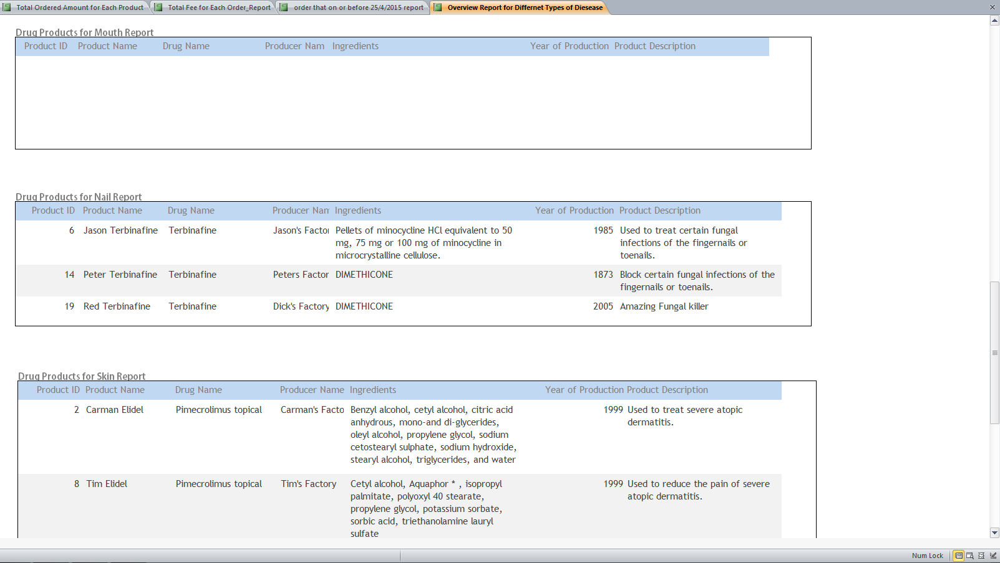 Total Ordered Amount for Each Product Total Fee for Each Order_Report order that on or before 25/4/2015 report Overview Report for Differnet Types of Diesease
Drug Products for Mouth Report
Product ID Product Name Drug Name Producer Nam Ingredients Year of Production Product Description
Drug Products for Nail Report
Product ID Product Name Drug Name Producer Nam Ingredients Year of Production Product Description
6 Jason Terbinafine Terbinafine Jason's Factor Pellets of minocycline HCl equivalent to 50 1985 Used to treat certain fungal
mg, 75 mg or 100 mg of minocycline in infections of the fingernails or
microcrystalline cellulose. toenails.
14 Peter Terbinafine Terbinafine Peters Factor DIMETHICONE 1873 Block certain fungal infections of the
fingernails or toenails.
19 Red Terbinafine Terbinafine Dick's Factory DIMETHICONE 2005 Amazing Fungal killer
Drug Products for Skin Report
Product ID Product Name Drug Name Producer Name Ingredients Year of Production Product Description
2 Carman Elidel Pimecrolimus topical Carman's Facto Benzyl alcohol, cetyl alcohol, citric acid 1999 Used to treat severe atopic
anhydrous, mono-and di-glycerides, dermatitis.
oleyl alcohol, propylene glycol, sodium
cetostearyl sulphate, sodium hydroxide,
stearyl alcohol, triglycerides, and water
8 Tim Elidel Pimecrolimus topical Tim's Factory Cetyl alcohol, Aquaphor * , isopropyl 1999 Used to reduce the pain of severe
palmitate, polyoxyl 40 stearate, atopic dermatitis.
propylene glycol, potassium sorbate,
sorbic acid, triethanolamine lauryl
sulfate
Num Lock